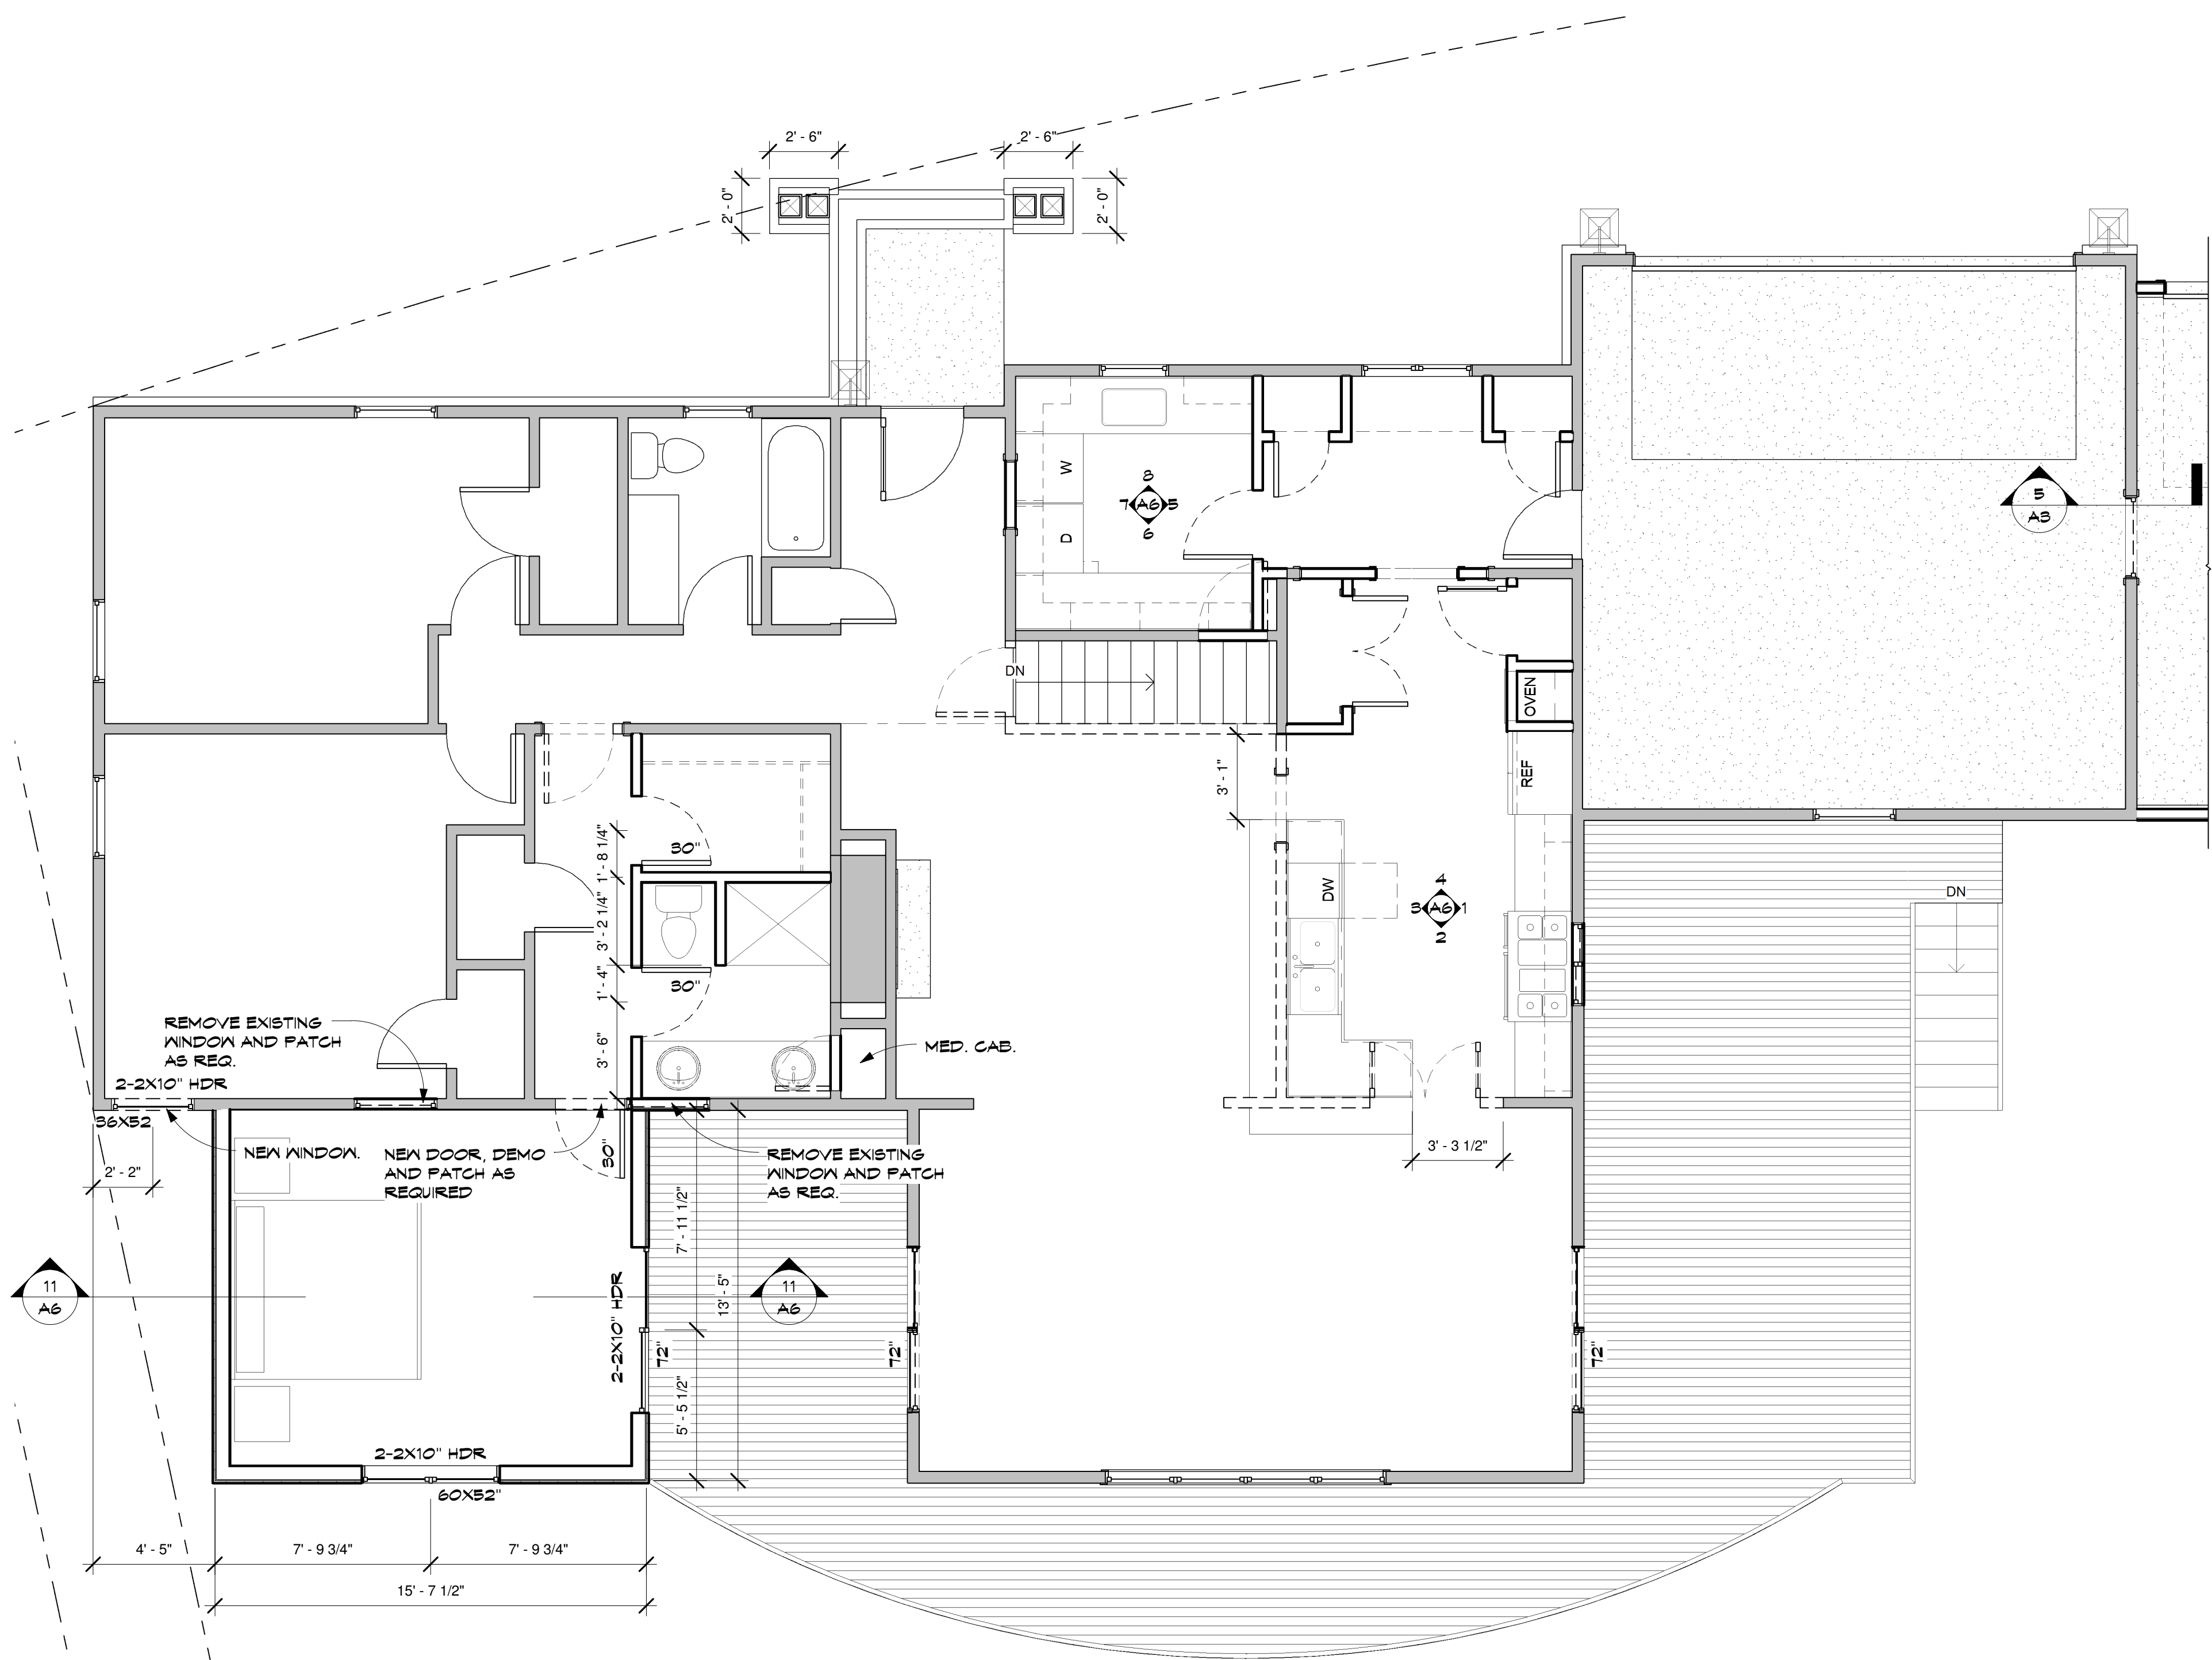 2' - 6"
2' - 6"
2' - 0"
2' - 0"
W
D
8
7 A6 5
6
5
A3
DN
OVEN
REF
3' - 1"
DW
4
3 A6 1
2
DN
30"
1' - 8 1/4"
3' - 2 1/4"
1' - 4"
30"
3' - 6"
MED. CAB.
REMOVE EXISTING
WINDOW AND PATCH
AS REQ.
2-2X10" HDR
36X52
NEW WINDOW.
2' - 2"
NEW DOOR, DEMO
AND PATCH AS
REQUIRED
30"
REMOVE EXISTING
WINDOW AND PATCH
AS REQ.
3' - 3 1/2"
7' - 11 1/2"
13' - 5"
5' - 5 1/2"
11
A6
11
A6
2-2X10" HDR
72"
72"
72"
2-2X10" HDR
60X52"
4' - 5"
7' - 9 3/4"
7' - 9 3/4"
15' - 7 1/2"